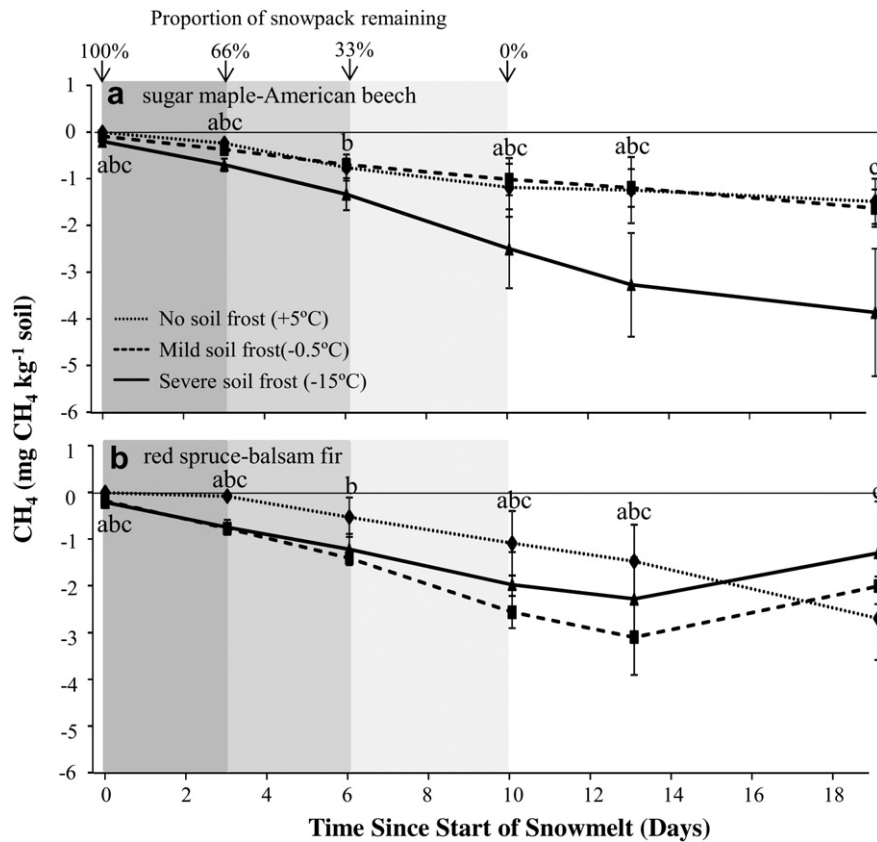 Proportion of snowpack remaining
100% 66% 33% 0%
1
a sugar maple-American beech
0
abc abc b abc abc c
-1
-2
-3
No soil frost (+5ºC)
-4
Mild soil frost(-0.5ºC)
-5
Severe soil frost (-15ºC)
-6
CH4 (mg CH4 kg-1 soil)
1
b red spruce-balsam fir
0
abc abc b abc abc c
-1
-2
-3
-4
-5
-6
0 2 4 6 8 10 12 14 16 18
Time Since Start of Snowmelt (Days)